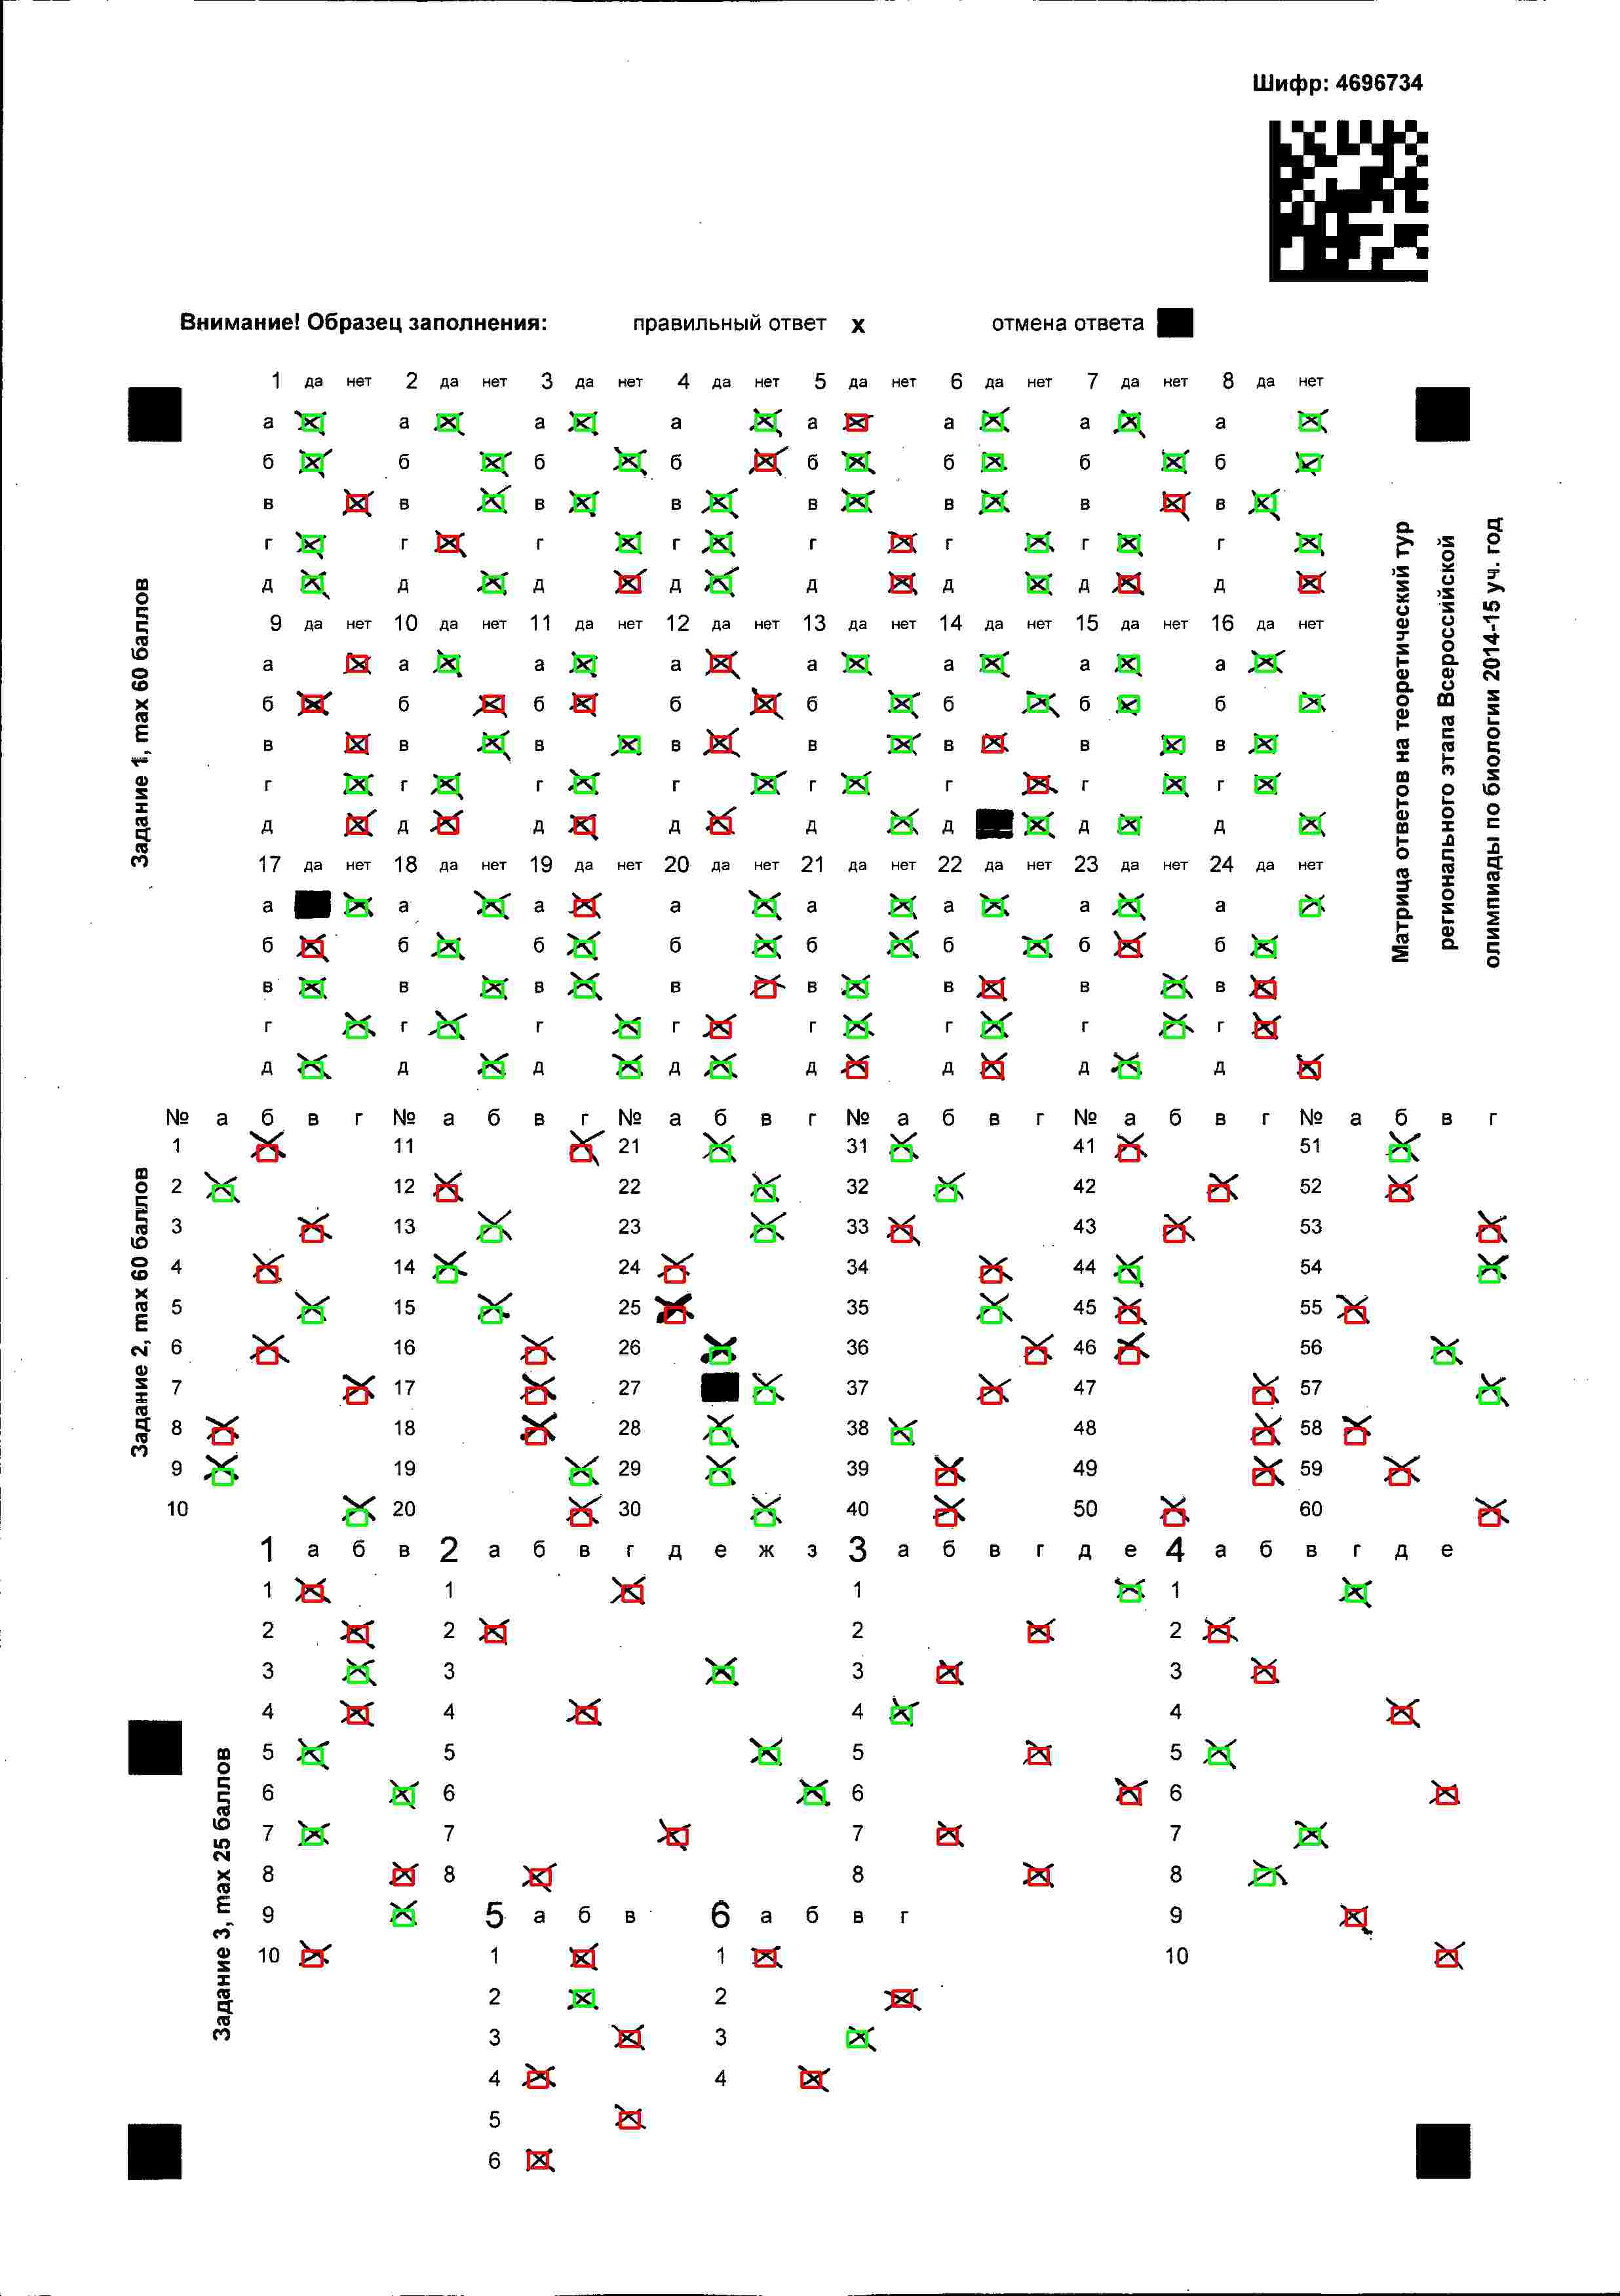 Шифр: 4696734
Внимание! Образец заполнения: правильный ответ х отмена ответа
Задание 1, max 60 баллов
1 да нет 2 да нет 3 да нет 4 да нет 5 да нет 6 да нет 7 да нет 8 да нет
а а а а а а а а
б б б б б б б б
в в в в в в в в
г г г г г г г г
д д д д д д д д
9 да нет 10 да нет 11 да нет 12 да нет 13 да нет 14 да нет 15 да нет 16 да нет
а а а а а а а а
б б б б б б б б
в в в в в в в в
г г г г г г г г
д д д д д д д д
17 да нет 18 да нет 19 да нет 20 да нет 21 да нет 22 да нет 23 да нет 24 да нет
а а а а а а а а
б б б б б б б б
в в в в в в в в
г г г г г г г г
д д д д д д д д
Матрица ответов на теоретический тур
регионального этапа Всероссийской
олимпиады по биологии 2014-15 уч. год
Задание 2, max 60 баллов
№ а б в г № а б в г № а б в г № а б в г № а б в г № а б в г
1 11 21 31 41 51
2 12 22 32 42 52
3 13 23 33 43 53
4 14 24 34 44 54
5 15 25 35 45 55
6 16 26 36 46 56
7 17 27 37 47 57
8 18 28 38 48 58
9 19 29 39 49 59
10 20 30 40 50 60
Задание 3, max 25 баллов
1 а б в 2 а б в г д е ж з 3 а б в г д е 4 а б в г д е
1 1 1 1
2 2 2 2
3 3 3 3
4 4 4 4
5 5 5 5
6 6 6 6
7 7 7 7
8 8 8 8
9 5 а б в 6 а б в г 9
10 1 1 10
2 2
3 3
4 4
5
6